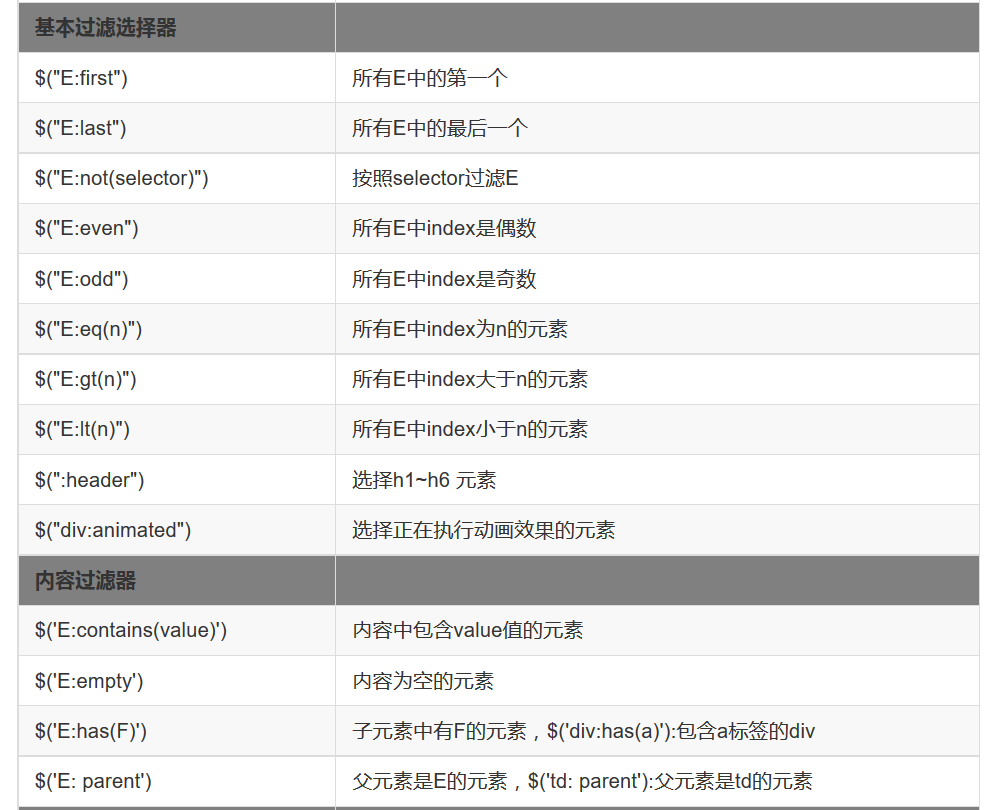 基本过滤选择器
$("E:first") 所有E中的第一个
$("E:last") 所有E中的最后一个
$("E:not(selector)") 按照selector过滤E
$("E:even") 所有E中index是偶数
$("E:odd") 所有E中index是奇数
$("E:eq(n)") 所有E中index为n的元素
$("E:gt(n)") 所有E中index大于n的元素
$("E:lt(n)") 所有E中index小于n的元素
$(":header") 选择h1~h6 元素
$("div:animated") 选择正在执行动画效果的元素
内容过滤器
$('E:contains(value)') 内容中包含value值的元素
$('E:empty') 内容为空的元素
$('E:has(F)') 子元素中有F的元素，$('div:has(a)'):包含a标签的div
$('E: parent') 父元素是E的元素，$('td: parent'):父元素是td的元素